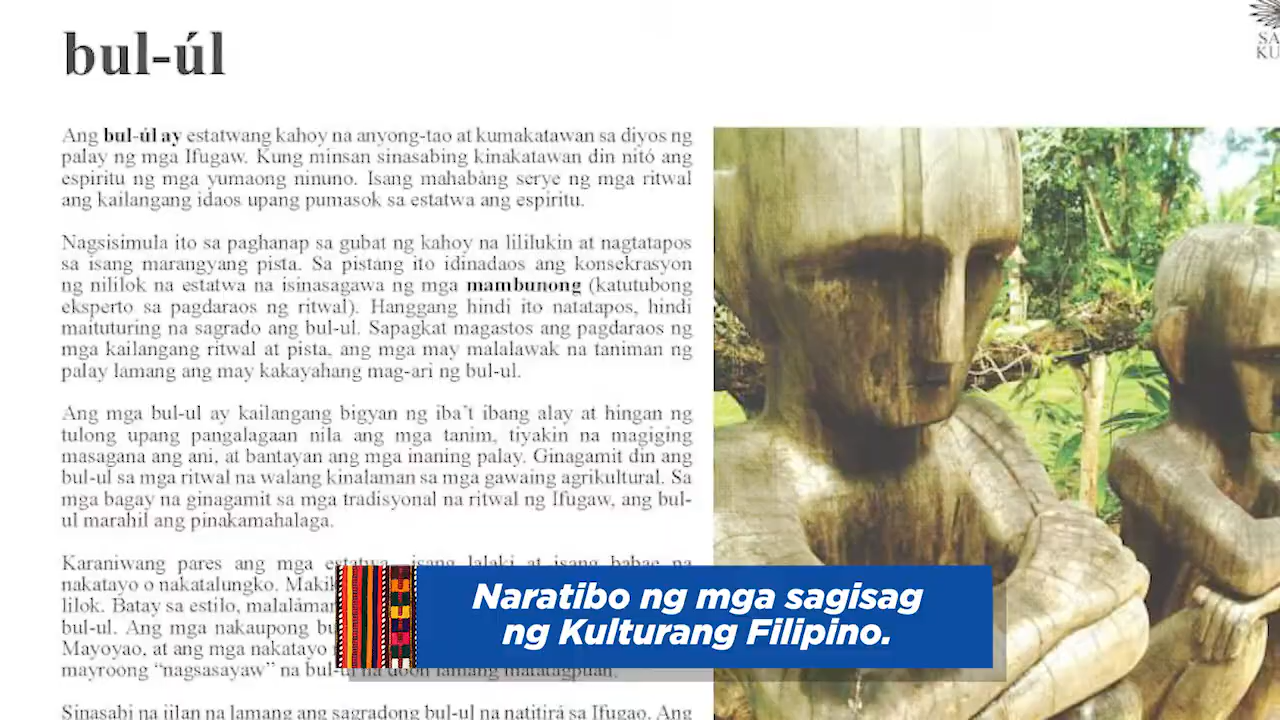 bul-úl
SA
KU
Ang bul-úl ay estatwang kahoy na anyong-tao at kumakatawan sa diyos ng
palay ng mga Ifugaw. Kung minsan sinasabing kinakatawan din nitó ang
espiritu ng mga yumaong ninuno. Isang mahabàng serye ng mga ritwal
ang kailangang idaos upang pumasok sa estatwa ang espiritu.
Nagsisimula ito sa paghanap sa gubat ng kahoy na lililukin at nagtatapos
sa isang marangyang pista. Sa pistang ito idinadaos ang konsekrasyon
ng nililok na estatwa na isinasagawa ng mga mambunong (katutubong
eksperto sa pagdaraos ng ritwal). Hanggang hindi ito natatapos, hindi
maituturing na sagrado ang bul-ul. Sapagkat magastos ang pagdaraos ng
mga kailangang ritwal at pista, ang mga may malalawak na taniman ng
palay lamang ang may kakayahang mag-ari ng bul-ul.
Ang mga bul-ul ay kailangang bigyan ng iba’t ibang alay at hingan ng
tulong upang pangalagaan nila ang mga tanim, tiyakin na magiging
masagana ang ani, at bantayan ang mga inaning palay. Ginagamit din ang
bul-ul sa mga ritwal na walang kinalaman sa mga gawaing agrikultural. Sa
mga bagay na ginagamit sa mga tradisyonal na ritwal ng Ifugaw, ang bul-
ul marahil ang pinakamahalaga.
Karaniwang pares ang mga estatwa, isang lalaki at isang babae na
nakatayo o nakatalungko.
lilok. Batay sa estilo,
bul-ul. Ang mga nakaupong
Mayoyao, at ang mga nakatayo
mayroong “nagsasayaw” na bul-ul na doon lamang matatagpuan.
Sinasabi na iilan na lamang ang sagradong bul-ul na natitirá sa Ifugao. Ang
Naratibo ng mga sagisag
ng Kulturang Filipino.